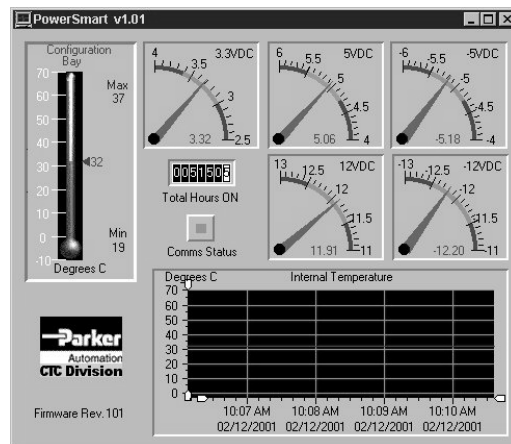 PowerSmart v1.01
Configuration
Bay
70
60
50
40
30
20
10
0
-10
Max
37
32
Min
19
Degrees C
4
3.5
3
2.5
3.3VDC
3.32
6
5.5
5
4.5
4
5VDC
5.06
-6
-5.5
-5
-4.5
-4
-5VDC
-5.18
0051505
Total Hours ON
Comms Status
13
12.5
12
11.5
11
12VDC
11.91
-13
-12.5
-12
-11.5
-11
-12VDC
-12.20
Degrees C
Internal Temperature
70
60
50
40
30
20
10
0
10:07 AM 10:08 AM 10:09 AM 10:10 AM
02/12/2001 02/12/2001 02/12/2001 02/12/2001
Parker
Automation
CTC Division
Firmware Rev. 101